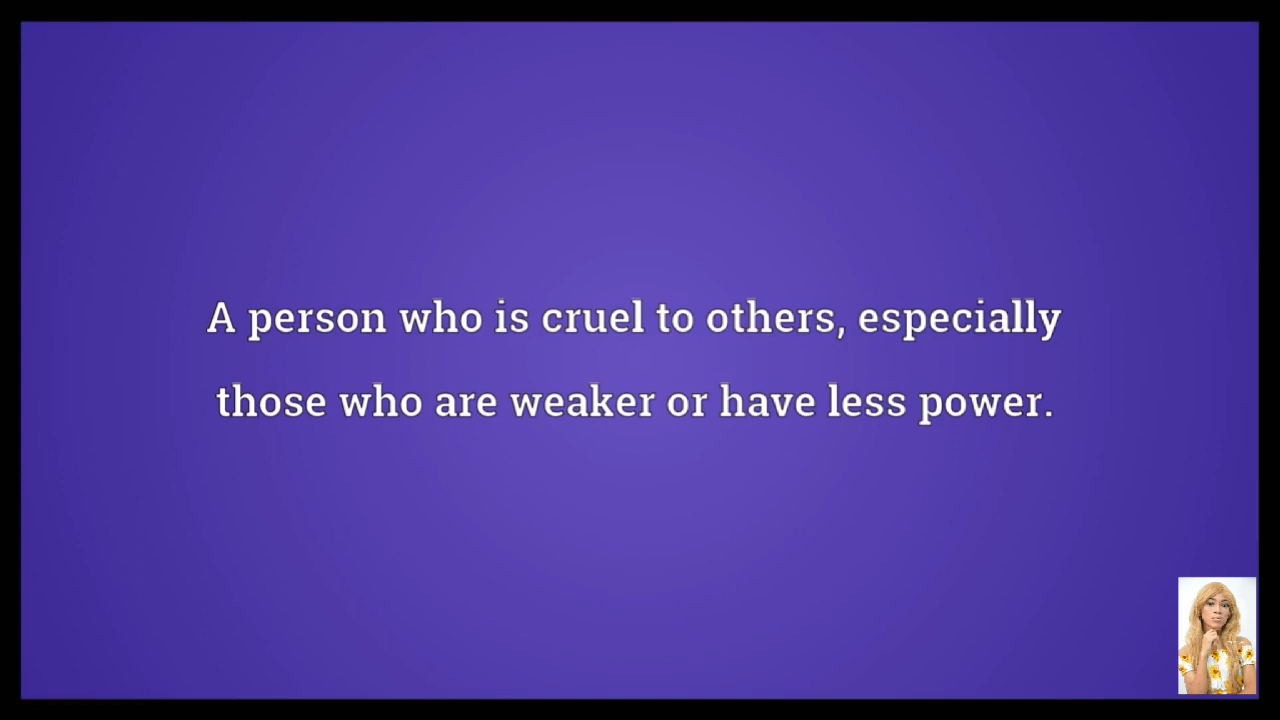 A person who is cruel to others, especially
those who are weaker or have less power.